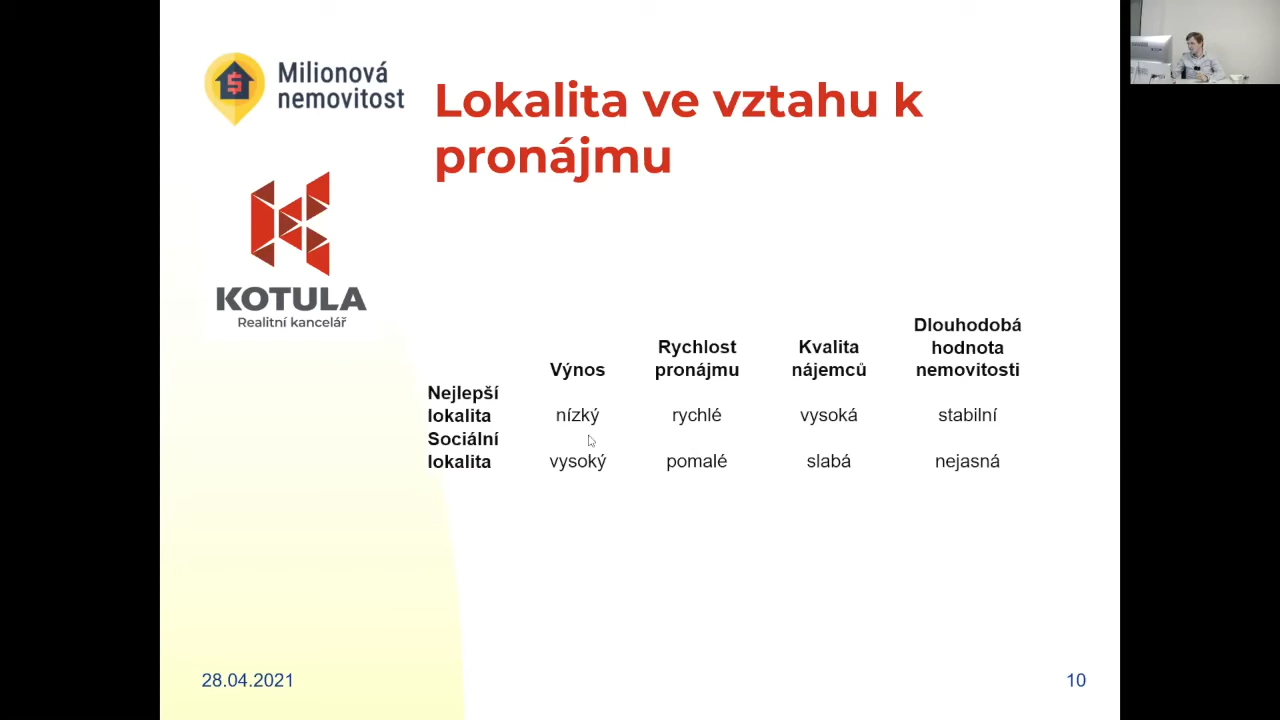 Milionová
nemovitost
Lokalita ve vztahu k
pronájmu
KOTULA
Realitní kancelář
Výnos
Rychlost
pronájmu
Kvalita
nájemců
Dlouhodobá
hodnota
nemovitosti
Nejlepší
lokalita
nízký
rychlé
vysoká
stabilní
Sociální
lokalita
vysoký
pomalé
slabá
nejasná
28.04.2021
10